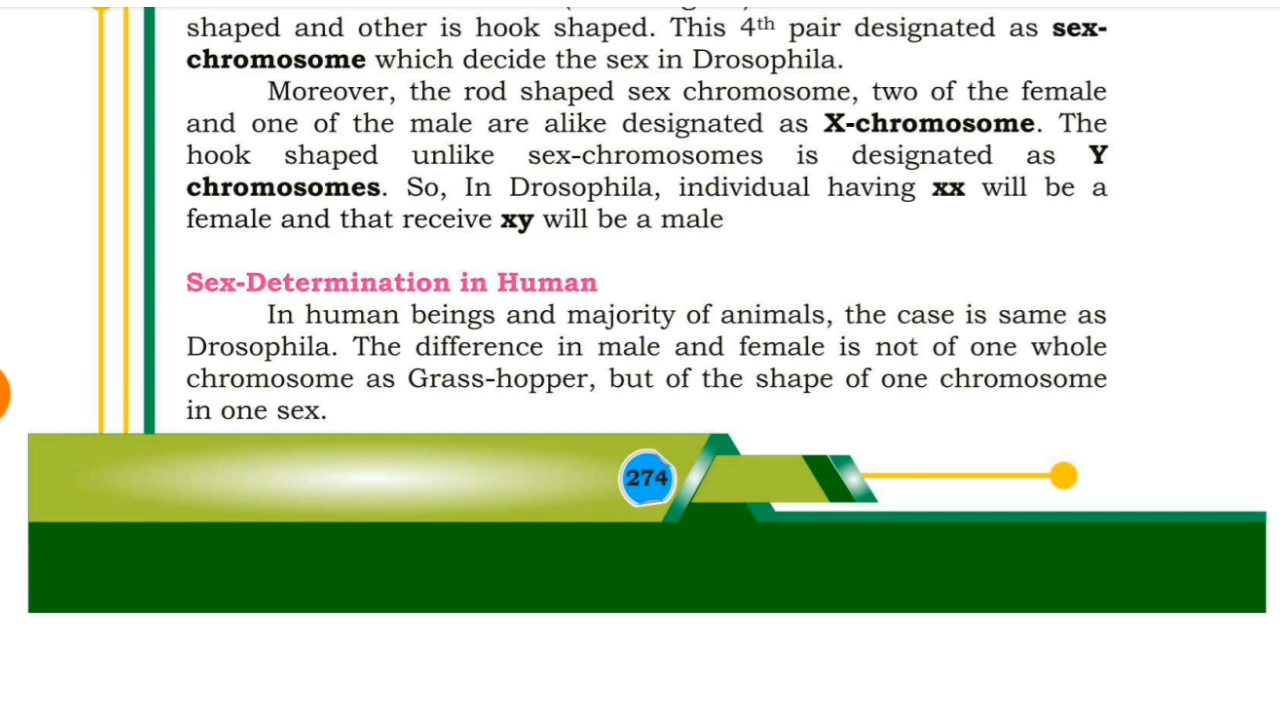 shaped and other is hook shaped. This 4th pair designated as sex-
chromosome which decide the sex in Drosophila.
Moreover, the rod shaped sex chromosome, two of the female
and one of the male are alike designated as X-chromosome. The
hook shaped unlike sex-chromosomes is designated as Y
chromosomes. So, In Drosophila, individual having xx will be a
female and that receive xy will be a male
Sex-Determination in Human
In human beings and majority of animals, the case is same as
Drosophila. The difference in male and female is not of one whole
chromosome as Grass-hopper, but of the shape of one chromosome
in one sex.
274